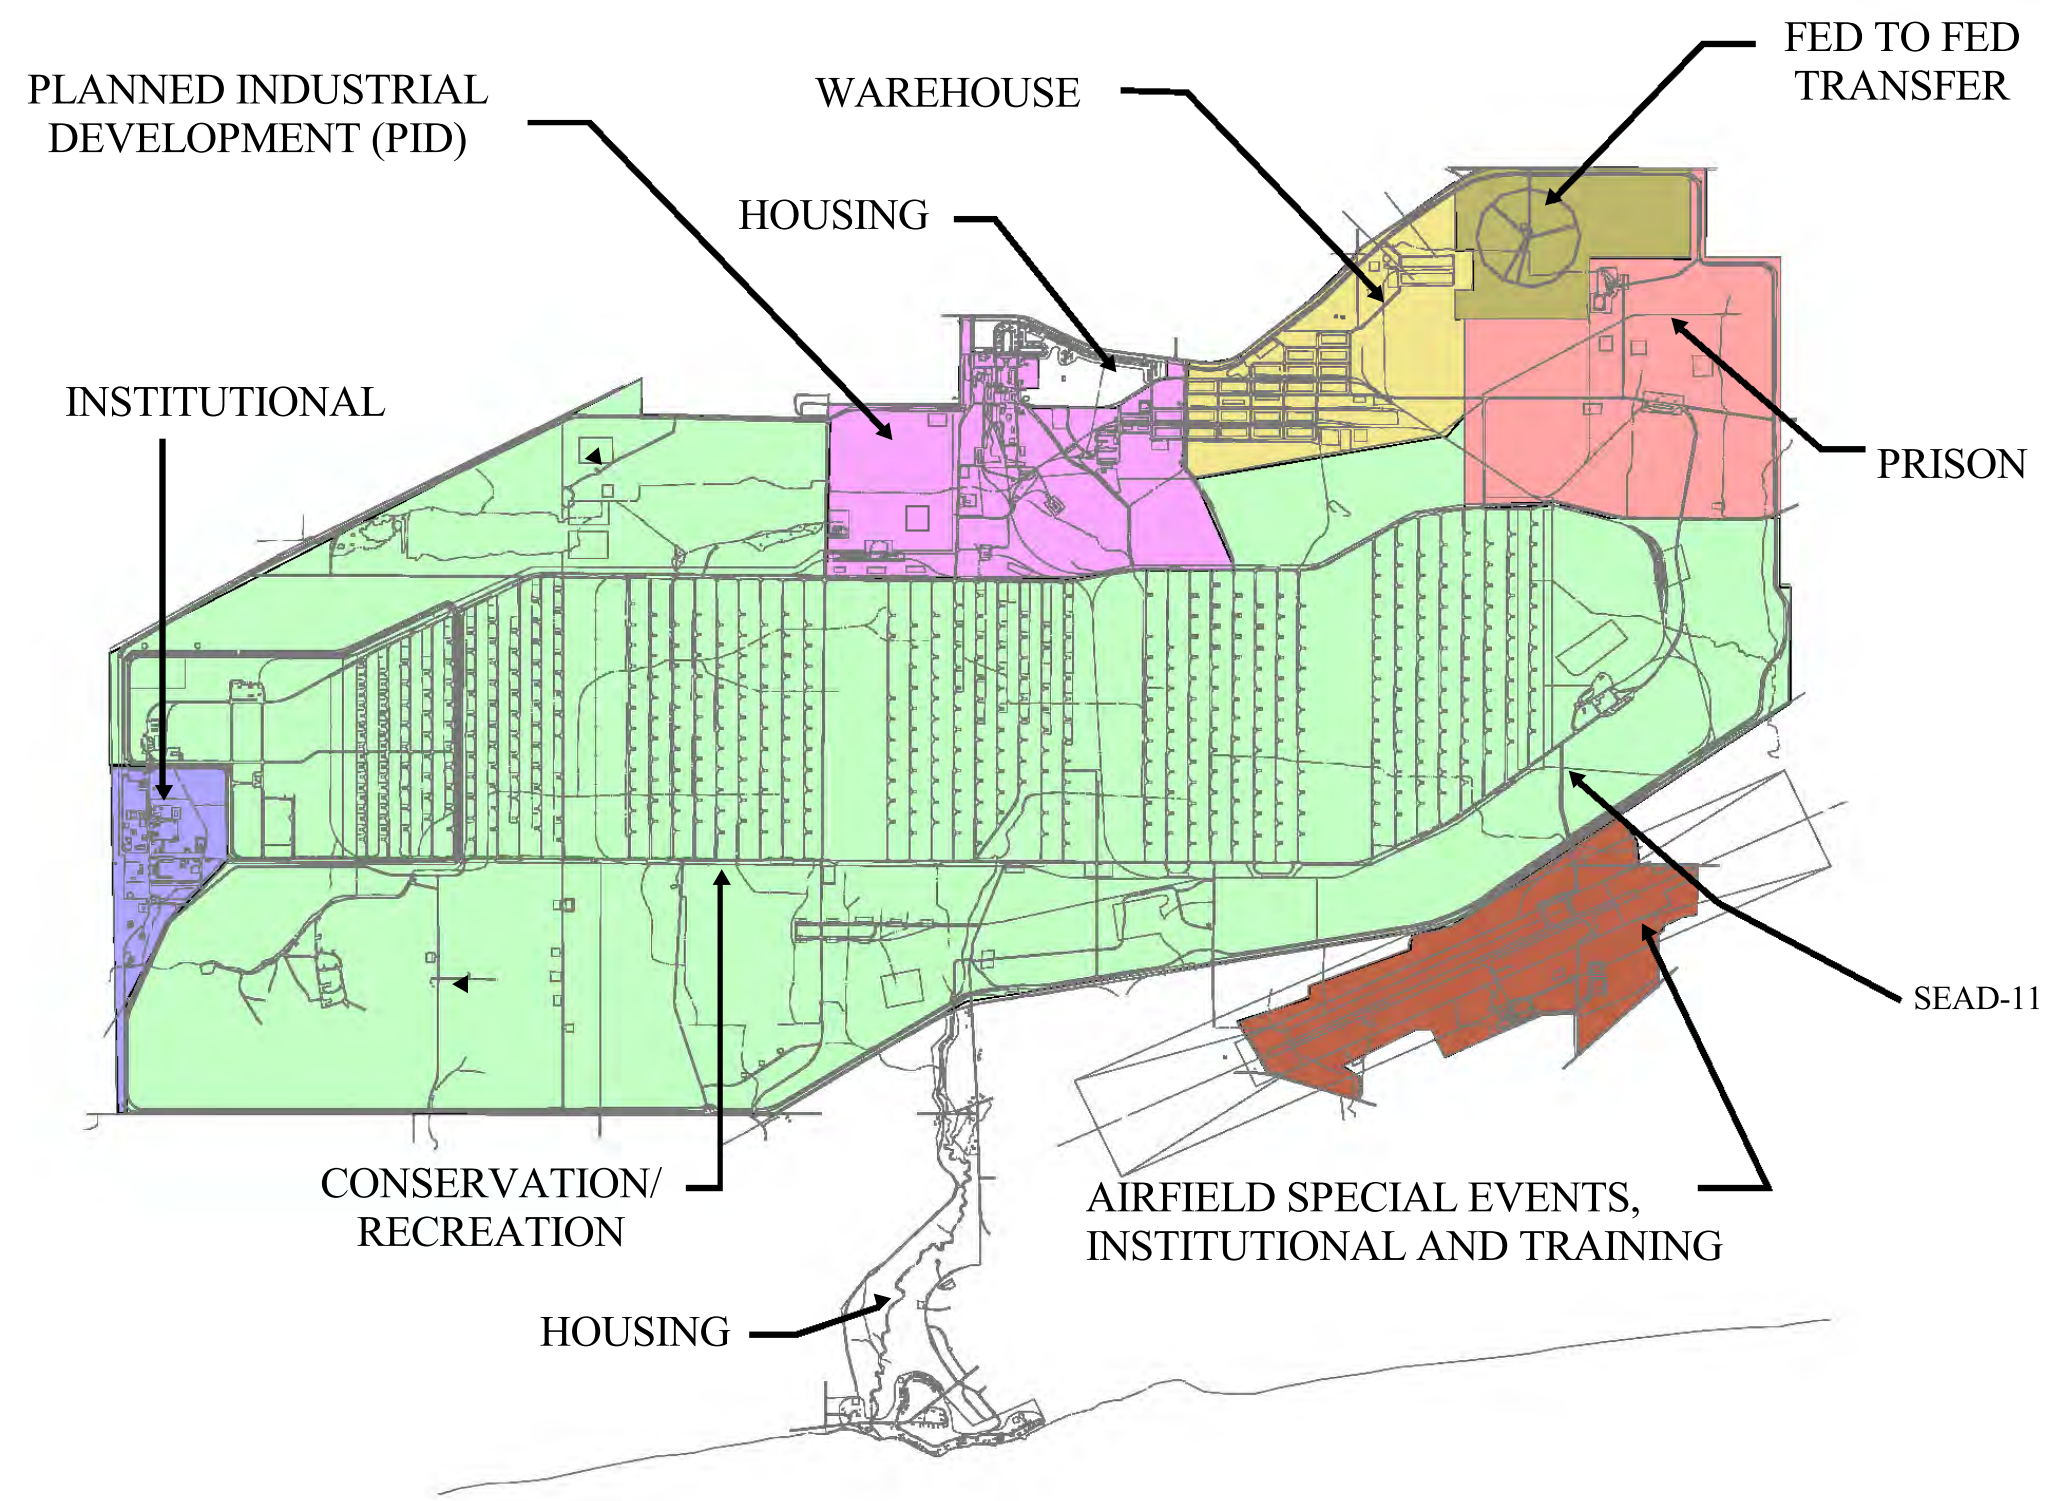 FED TO FED
TRANSFER
PLANNED INDUSTRIAL
DEVELOPMENT (PID)
WAREHOUSE
HOUSING
INSTITUTIONAL
PRISON
SEAD-11
CONSERVATION/
RECREATION
AIRFIELD SPECIAL EVENTS,
INSTITUTIONAL AND TRAINING
HOUSING